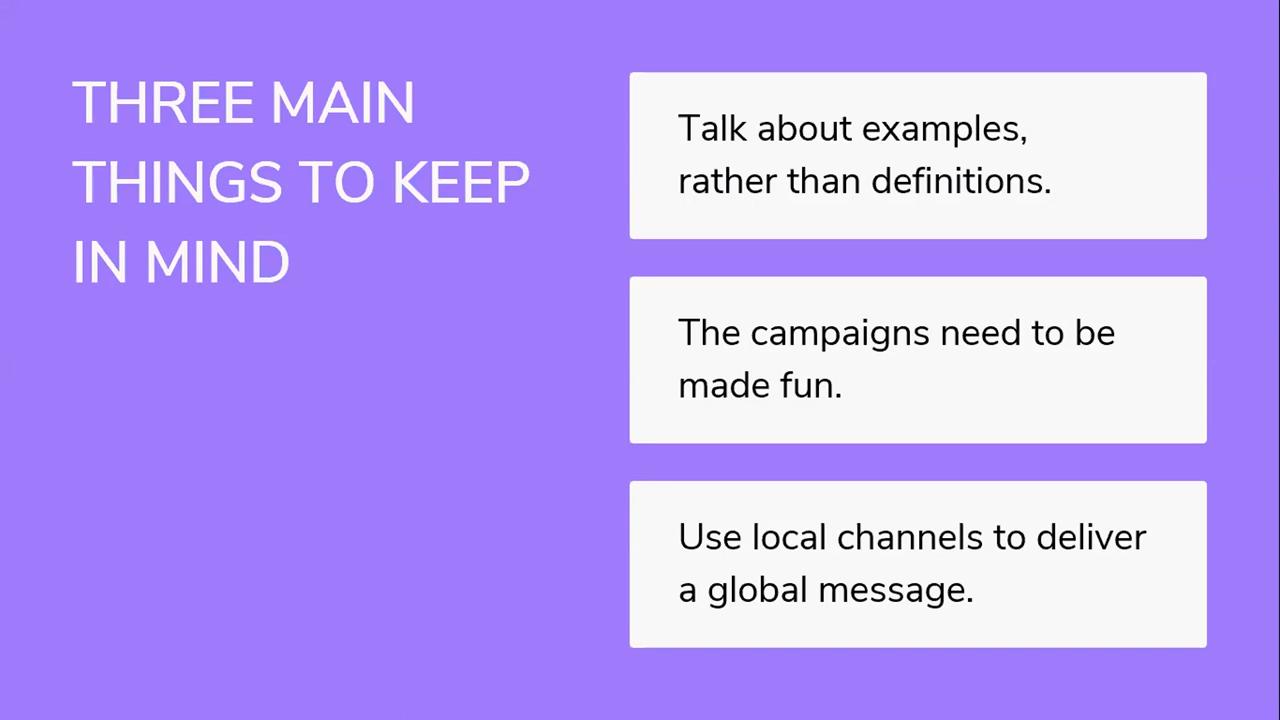 THREE MAIN
THINGS TO KEEP
IN MIND
Talk about examples,
rather than definitions.
The campaigns need to be
made fun.
Use local channels to deliver
a global message.